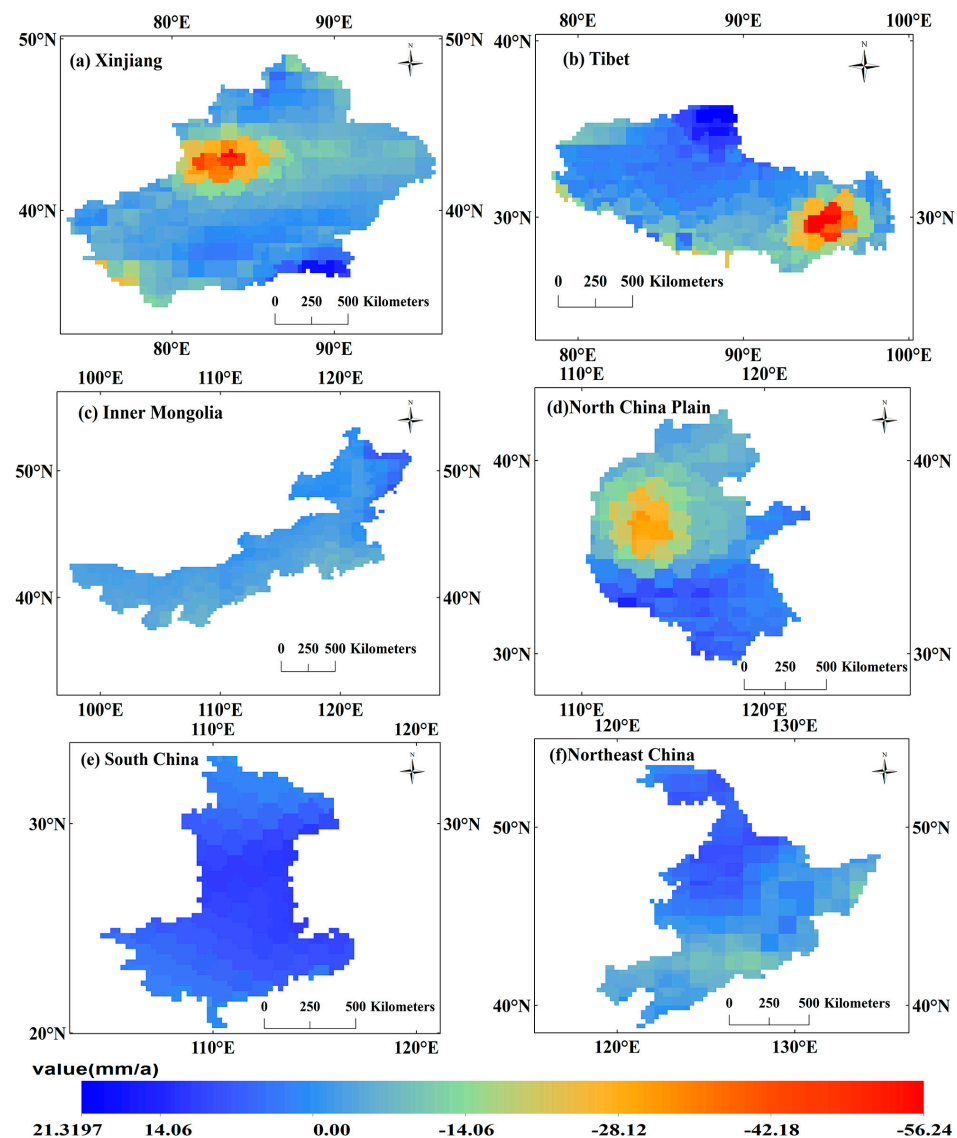 80°E 90°E
80°E 90°E 100°E
50°N 50°N
40°N
(a) Xinjiang
N
(b) Tibet
N
40°N 40°N
30°N 30°N
0 250 500 Kilometers
0 250 500 Kilometers
80°E 90°E
80°E 90°E 100°E
100°E 110°E 120°E
110°E 120°E
(c) Inner Mongolia
N
(d)North China Plain
N
50°N 50°N
40°N 40°N
40°N 40°N
30°N 30°N
0 250 500 Kilometers
0 250 500 Kilometers
100°E 110°E 120°E
110°E 120°E
110°E 120°E
120°E 130°E
(e) South China
N
(f)Northeast China
N
30°N 30°N
50°N 50°N
0 250 500 Kilometers
0 250 500 Kilometers
40°N 40°N
20°N 20°N
110°E 120°E
120°E 130°E
value(mm/a)
21.3197 14.06 0.00 -14.06 -28.12 -42.18 -56.24